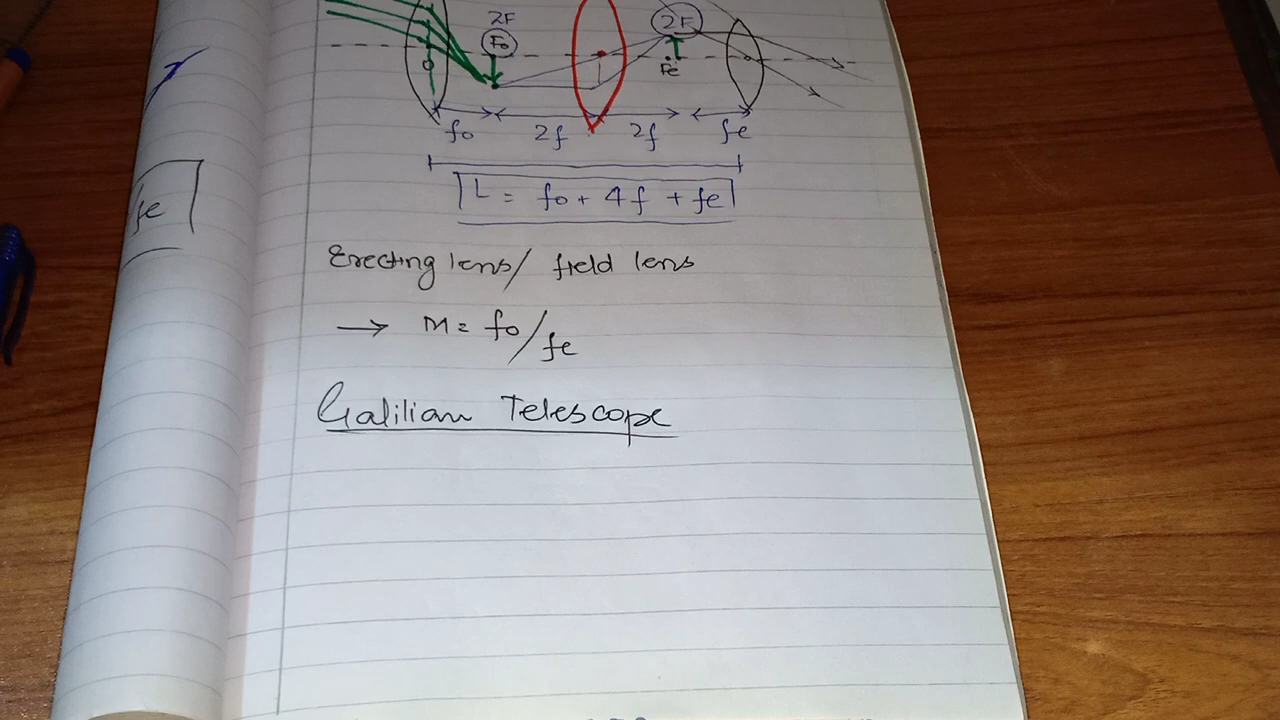 2F
Fo
2F
Fe
O
fo 2f 2f fe
L = fo + 4f + fe
fe
Erecting lens/ field lens
→ M = fo/fe
Galilian Telescope